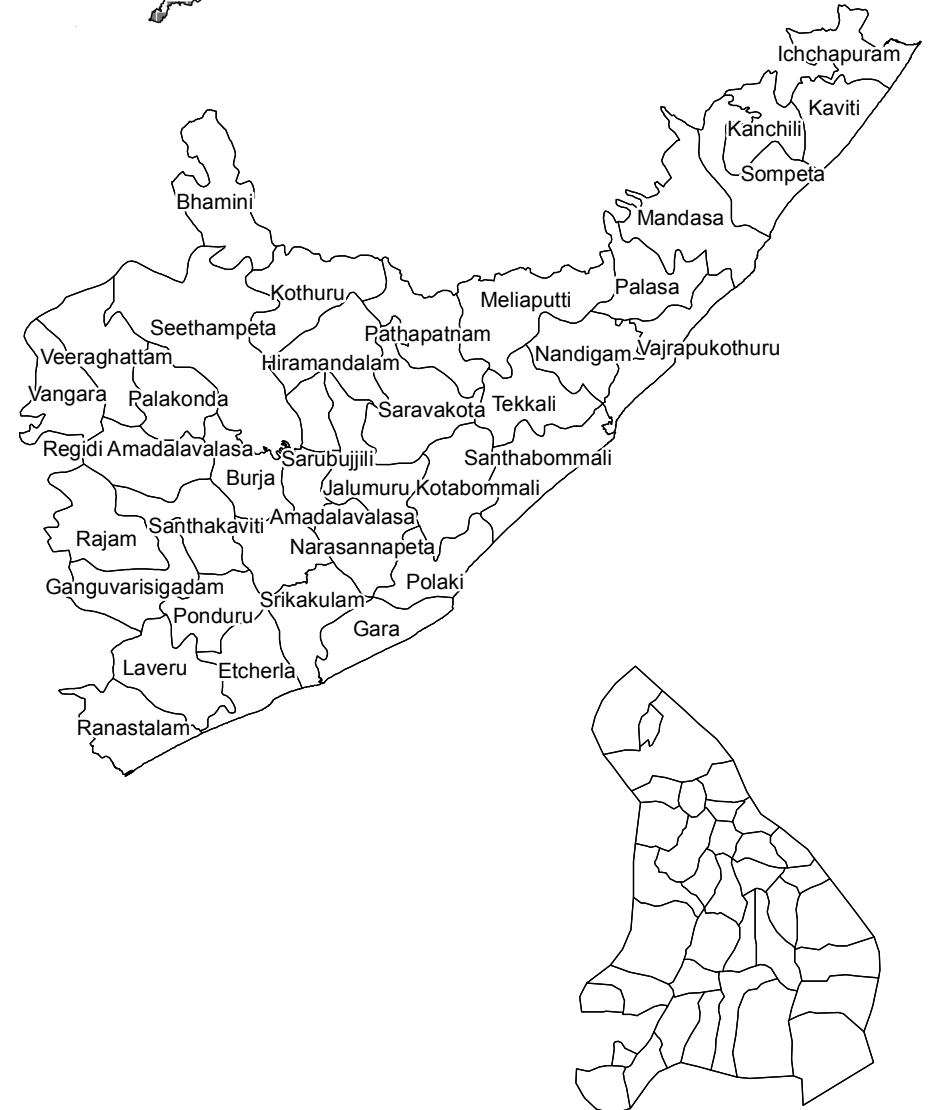 Ichchapuram
Kaviti
Kanchili
Sompeta
Bhamini
Mandasa
Palasa
Kothuru
Meliaputti
Seethampeta
Pathapatnam
Veeraghattam
Hiramandalam
Nandigam
Vajrapukothuru
Vangara
Palakonda
Saravakota
Tekkali
Regidi Amadalavalasa
Sarubujjili
Santhabommali
Burja
Jalumuru
Kotabommali
Santhakaviti
Amadalavalasa
Rajam
Narasannapeta
Ganguvarisigadam
Polaki
Srikakulam
Ponduru
Gara
Laveru
Etcherla
Ranastalam